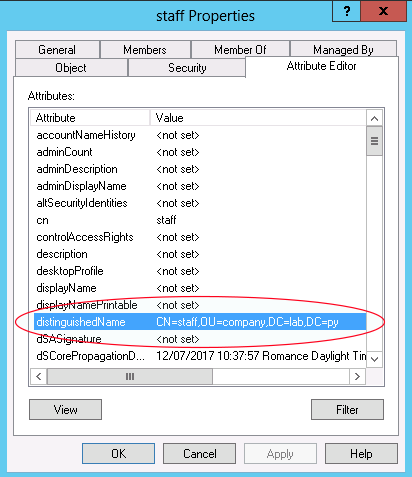 staff Properties
? x
General Members Member Of Managed By
Object Security Attribute Editor
Attributes:
Attribute Value
accountNameHistory <not set>
adminCount <not set>
adminDescription <not set>
adminDisplayName <not set>
altSecurityIdentities <not set>
cn staff
controlAccessRights <not set>
description <not set>
desktopProfile <not set>
displayName <not set>
displayNamePrintable <not set>
distinguishedName CN=staff,OU=company,DC=lab,DC=py
dSASignature <not set>
dSCorePropagationD... 12/07/2017 10:37:57 Romance Daylight Tim
View Filter
OK Cancel Apply Help